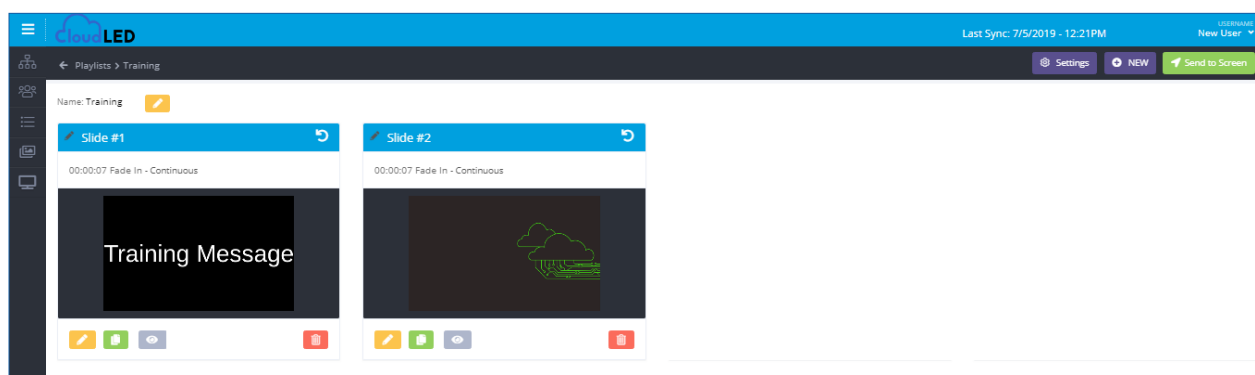 CloudLED
Last Sync: 7/5/2019 - 12:21PM
USERNAME
New User
Playlists > Training
Settings
NEW
Send to Screen
Name: Training
Slide #1
Slide #2
00:00:07 Fade In - Continuous
00:00:07 Fade In - Continuous
Training Message